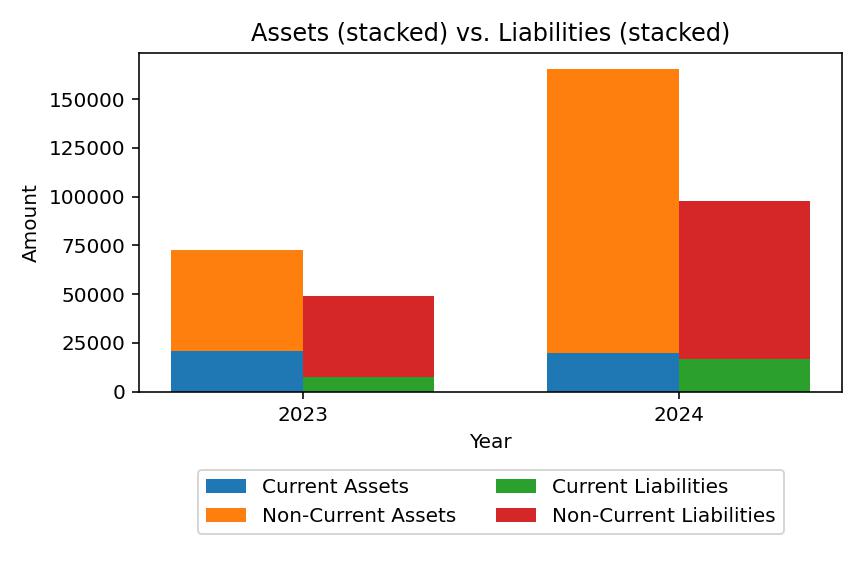 Assets (stacked) vs. Liabilities (stacked)
Amount
150000
125000
100000
75000
50000
25000
0
2023 2024
Year
Current Assets Current Liabilities
Non-Current Assets Non-Current Liabilities